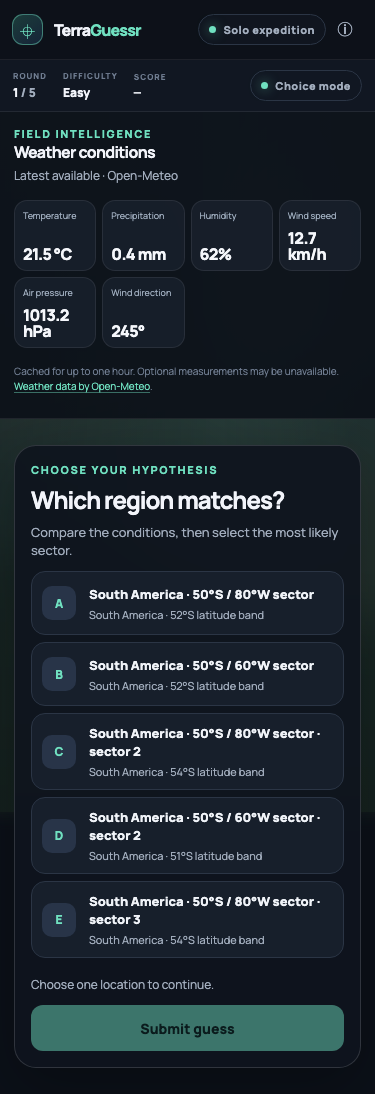 TerraGuessr
Solo expedition
ROUND
1 / 5
DIFFICULTY
Easy
SCORE
–
Choice mode
FIELD INTELLIGENCE
Weather conditions
Latest available · Open-Meteo
Temperature
21.5 °C
Precipitation
0.4 mm
Humidity
62%
Wind speed
12.7
km/h
Air pressure
1013.2
hPa
Wind direction
245°
Cached for up to one hour. Optional measurements may be unavailable.
Weather data by Open-Meteo.
CHOOSE YOUR HYPOTHESIS
Which region matches?
Compare the conditions, then select the most likely
sector.
A
South America · 50°S / 80°W sector
South America · 52°S latitude band
B
South America · 50°S / 60°W sector
South America · 52°S latitude band
C
South America · 50°S / 80°W sector ·
sector 2
South America · 54°S latitude band
D
South America · 50°S / 60°W sector ·
sector 2
South America · 51°S latitude band
E
South America · 50°S / 80°W sector ·
sector 3
South America · 54°S latitude band
Choose one location to continue.
Submit guess